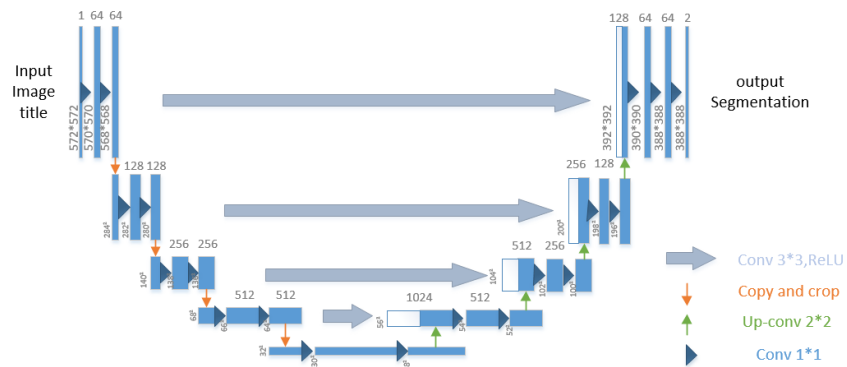 1 64 64
128 64 64 2
Input
Image
title
output
Segmentation
572*572
570*570
568*568
392*392
390*390
388*388
388*388
128 128
256 128
284²
282²
280²
200²
198²
196²
256 256
512 256
140²
138²
104²
102²
100²
512 512
1024 512
68²
66²
64²
56²
54²
52²
32²
30²
Conv 3*3,ReLU
Copy and crop
Up-conv 2*2
Conv 1*1